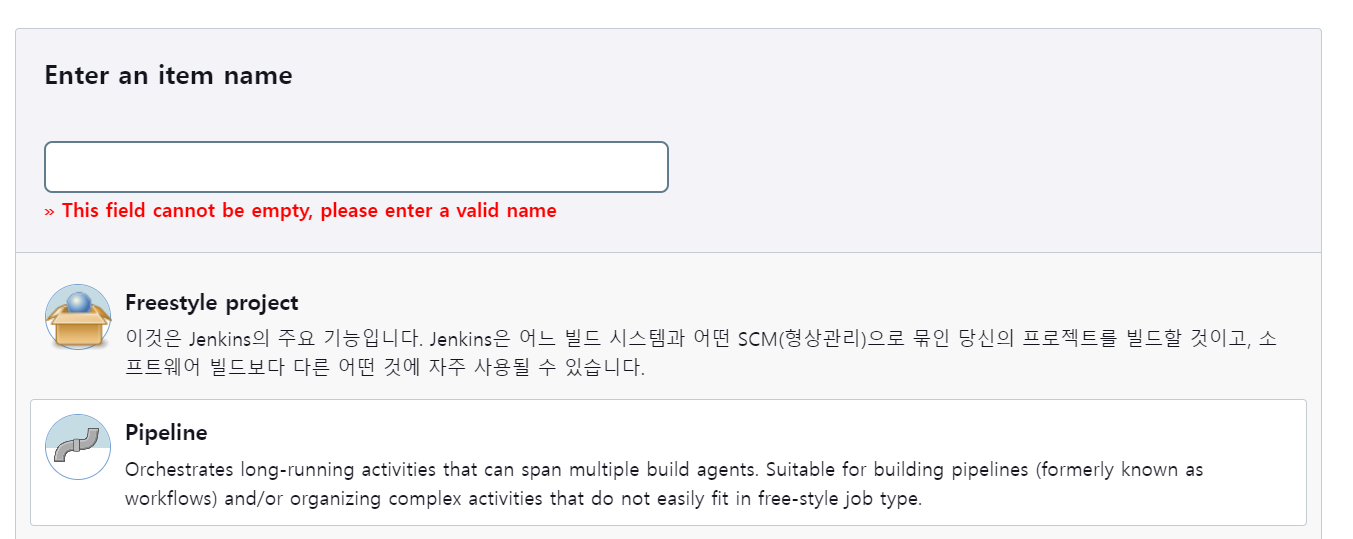 Enter an item name
» This field cannot be empty, please enter a valid name
Freestyle project
이것은 Jenkins의 주요 기능입니다. Jenkins은 어느 빌드 시스템과 어떤 SCM(형상관리)으로 묶인 당신의 프로젝트를 빌드할 것이고, 소
프트웨어 빌드보다 다른 어떤 것에 자주 사용될 수 있습니다.
Pipeline
Orchestrates long-running activities that can span multiple build agents. Suitable for building pipelines (formerly known as
workflows) and/or organizing complex activities that do not easily fit in free-style job type.